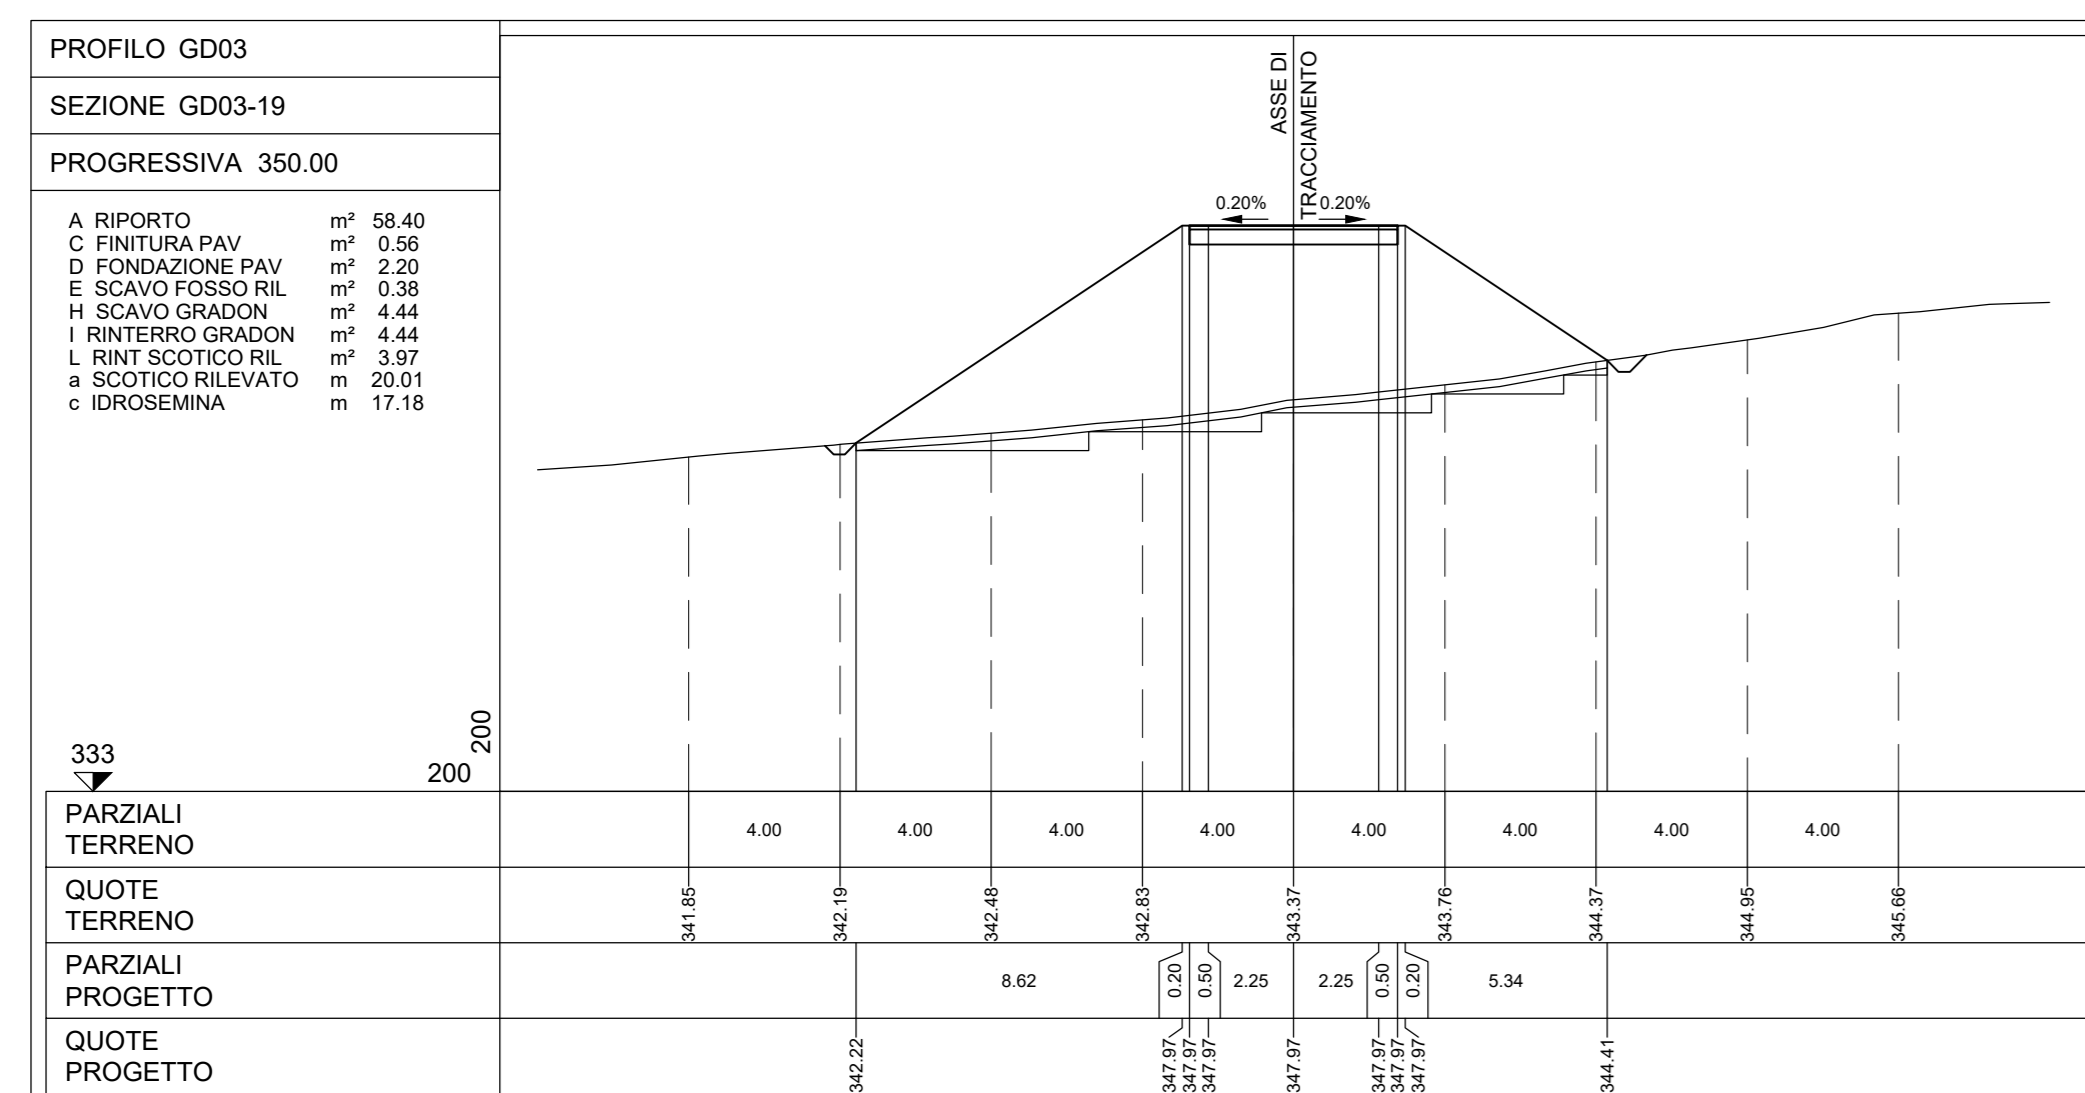 PROFILO GD03
SEZIONE GD03-19
PROGRESSIVA 350.00
A RIPORTO m² 58.40
C FINITURA PAV m² 0.56
D FONDAZIONE PAV m² 2.20
E SCAVO FOSSO RIL m² 0.38
H SCAVO GRADON m² 4.44
I RINTERRO GRADON m² 4.44
L RINT SCOTICO RIL m² 3.97
a SCOTICO RILEVATO m 20.01
c IDROSEMINA m 17.18
ASSE DI
TRACCIAMENTO
0.20% 0.20%
333
200
200
PARZIALI
TERRENO
4.00 4.00 4.00 4.00 4.00 4.00 4.00 4.00
QUOTE
TERRENO
341.85 342.19 342.48 342.83 343.37 343.76 344.37 344.95 345.66
PARZIALI
PROGETTO
8.62 0.20 0.50 2.25 2.25 0.50 0.20 5.34
QUOTE
PROGETTO
342.22 347.97 347.97 347.97 347.97 347.97 347.97 347.97 344.41